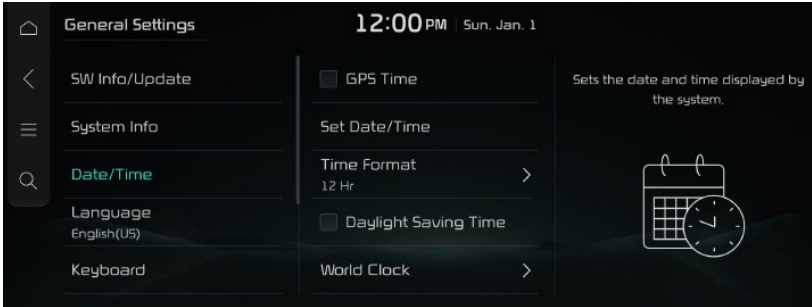 General Settings
12:00 PM Sun, Jan. 1
SW Info/Update
System Info
Date/Time
Language
English(US)
Keyboard
GPS Time
Set Date/Time
Time Format
12 Hr
Daylight Saving Time
World Clock
Sets the date and time displayed by
the system.